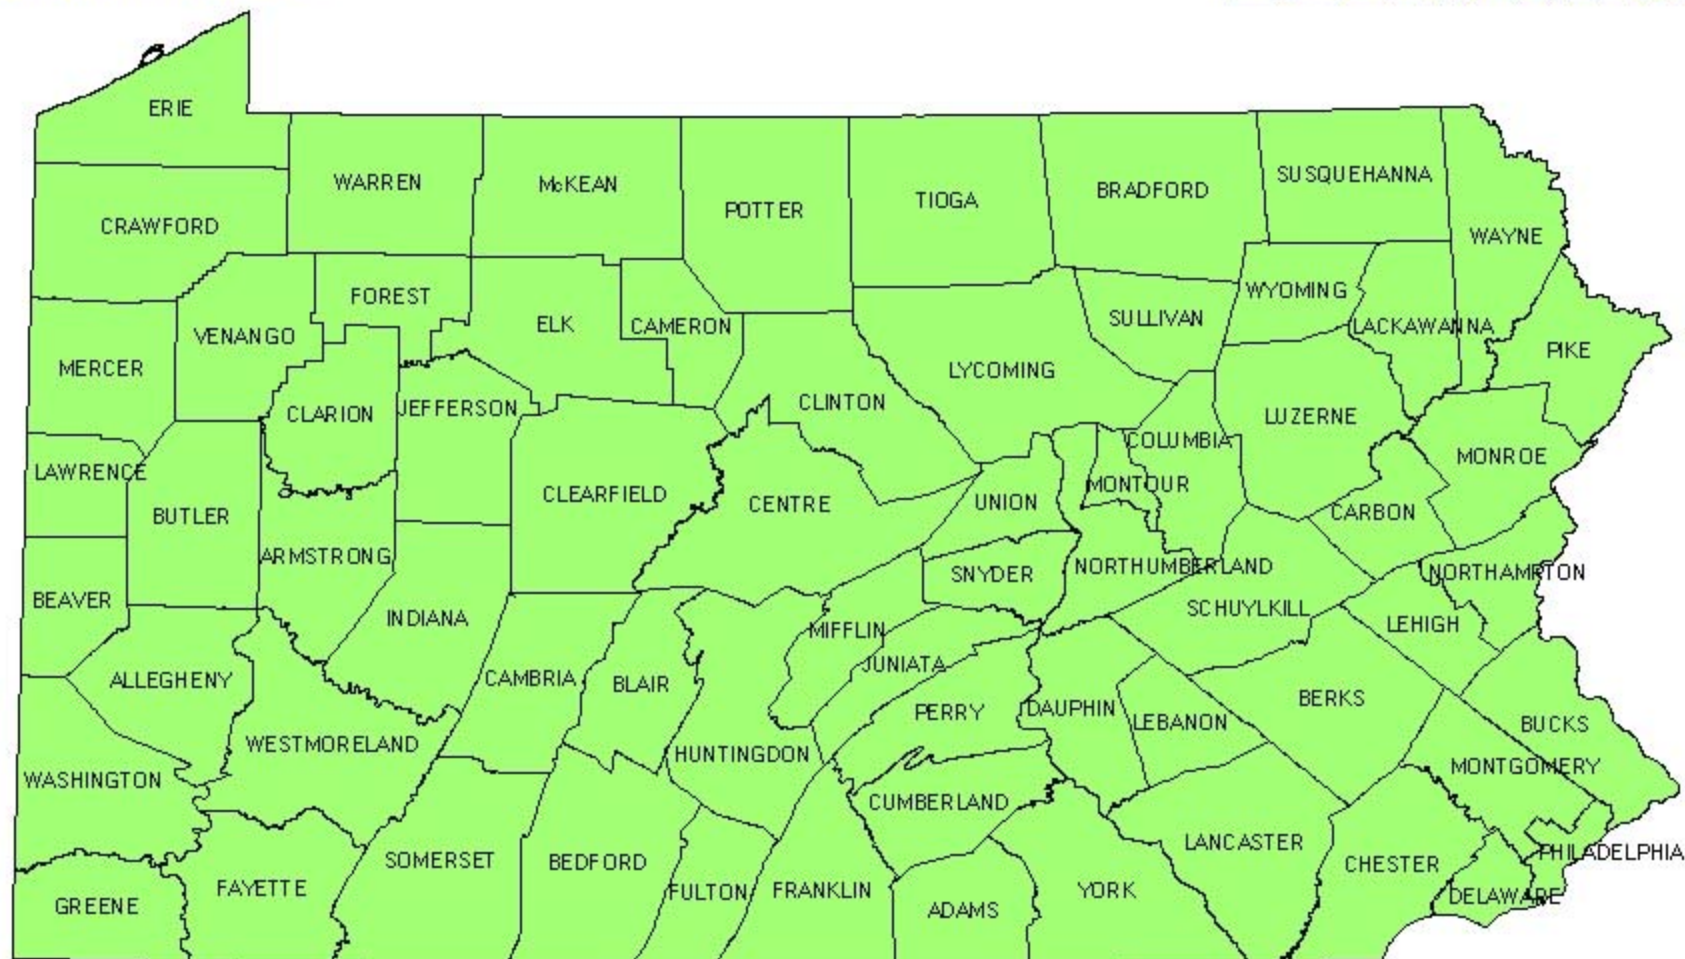 ERIE
WARREN
McKEAN
POTTER
TIOGA
BRADFORD
SUSQUEHANNA
WAYNE
CRAWFORD
FOREST
VENANGO
ELK
CAMERON
SULLIVAN
WYOMING
LACKAWANNA
PIKE
MERCER
CLARION
JEFFERSON
CLINTON
LYCOMING
LUZERNE
COLUMBIA
MONROE
LAWRENCE
BUTLER
CLEARFIELD
CENTRE
UNION
MONTOUR
CARBON
ARMSTRONG
SNYDER
NORTHUMBERLAND
NORTHAMPTON
BEAVER
INDIANA
MIFFLIN
SCHUYLKILL
LEHIGH
ALLEGHENY
CAMBRIA
BLAIR
JUNIATA
PERRY
DAUPHIN
LEBANON
BERKS
BUCKS
WASHINGTON
WESTMORELAND
HUNTINGDON
CUMBERLAND
MONTGOMERY
GREENE
FAYETTE
SOMERSET
BEDFORD
FULTON
FRANKLIN
ADAMS
YORK
LANCASTER
CHESTER
DELAWARE
PHILADELPHIA